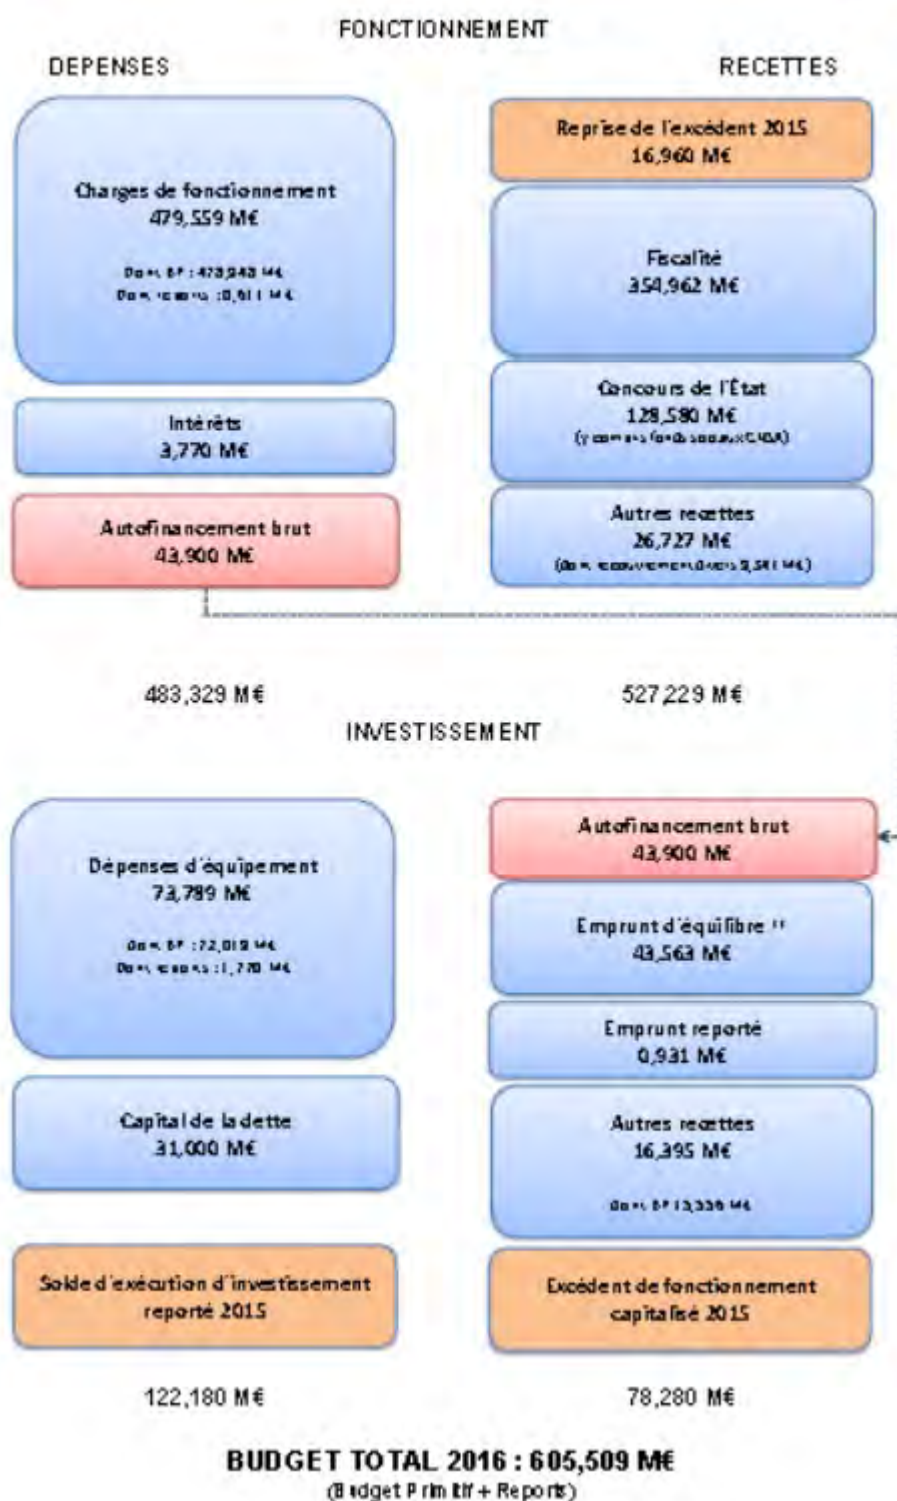 FONCTIONNEMENT
DEPENSES
RECETTES
Charges de fonctionnement
479,559 M€
Reprise de l'excédent 2015
16,960 M€
Fiscalité
354,962 M€
Intérêts
3,770 M€
Concours de l'État
128,580 M€
Autofinancement brut
43,900 M€
Autres recettes
26,727 M€
483,329 M€
527,229 M€
INVESTISSEMENT
Dépenses d'équipement
73,789 M€
Capital de la dette
31,000 M€
Solde d'exécution d'investissement
reporté 2015
Autofinancement brut
43,900 M€
Emprunt d'équilibre
43,563 M€
Emprunt reporté
0,931 M€
Autres recettes
16,395 M€
Excédent de fonctionnement
capitalisé 2015
122,180 M€
78,280 M€
BUDGET TOTAL 2016 : 605,509 M€
(Budget Primitif + Reports)